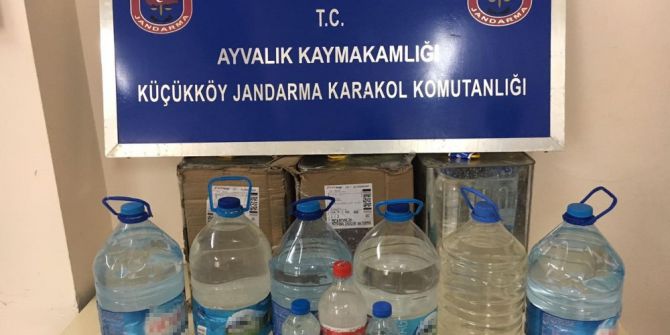 JANDARMA
JANDARMA
T.C.
AYVALIK KAYMAKAMLIĞI
KÜÇÜKKÖY JANDARMA KARAKOL KOMUTANLIĞI